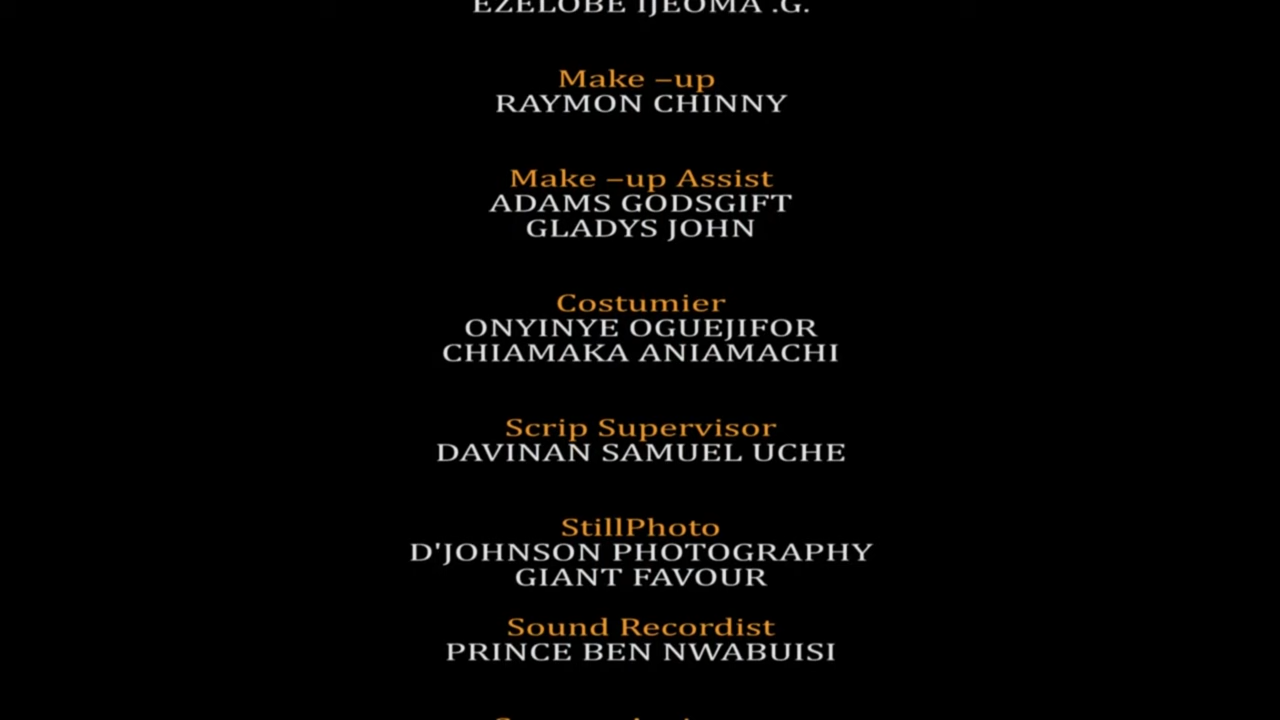 EZELOBE IJEOMA .G.
Make –up
RAYMON CHINNY
Make –up Assist
ADAMS GODSGIFT
GLADYS JOHN
Costumier
ONYINYE OGUEJIFOR
CHIAMAKA ANIAMACHI
Scrip Supervisor
DAVINAN SAMUEL UCHE
StillPhoto
D'JOHNSON PHOTOGRAPHY
GIANT FAVOUR
Sound Recordist
PRINCE BEN NWABUISI